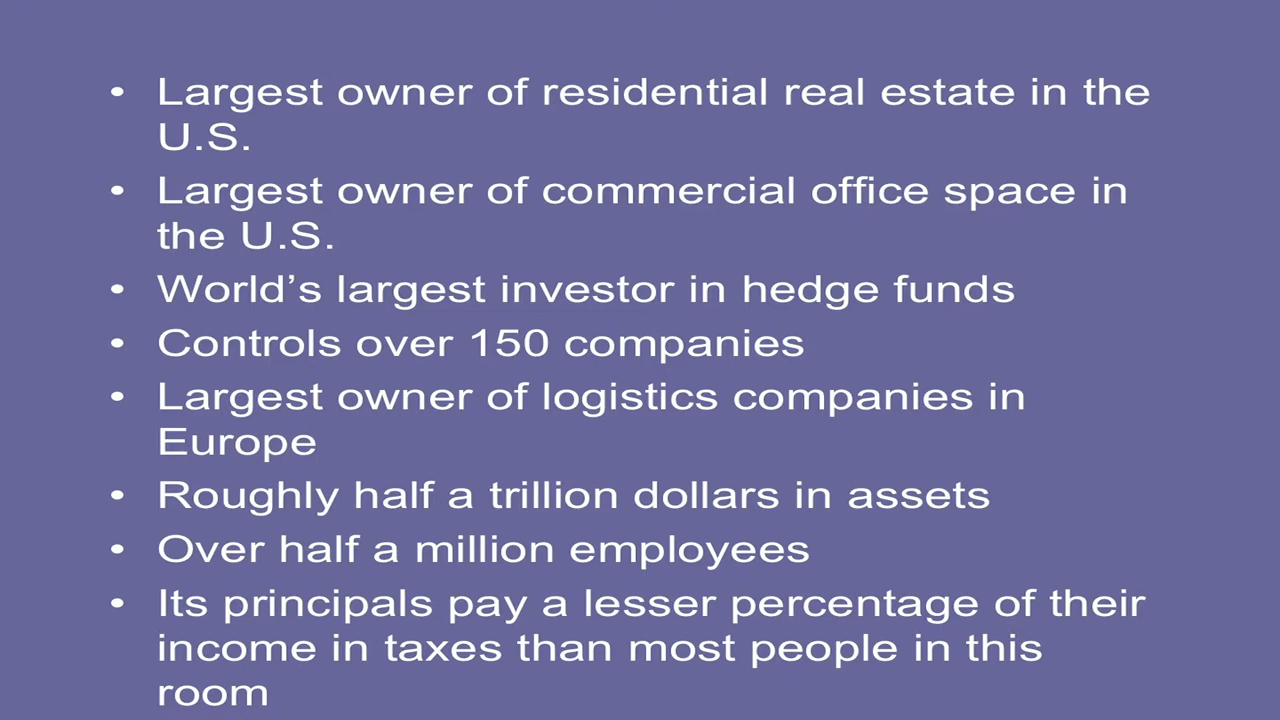 • Largest owner of residential real estate in the
U.S.
• Largest owner of commercial office space in
the U.S.
• World’s largest investor in hedge funds
• Controls over 150 companies
• Largest owner of logistics companies in
Europe
• Roughly half a trillion dollars in assets
• Over half a million employees
• Its principals pay a lesser percentage of their
income in taxes than most people in this
room